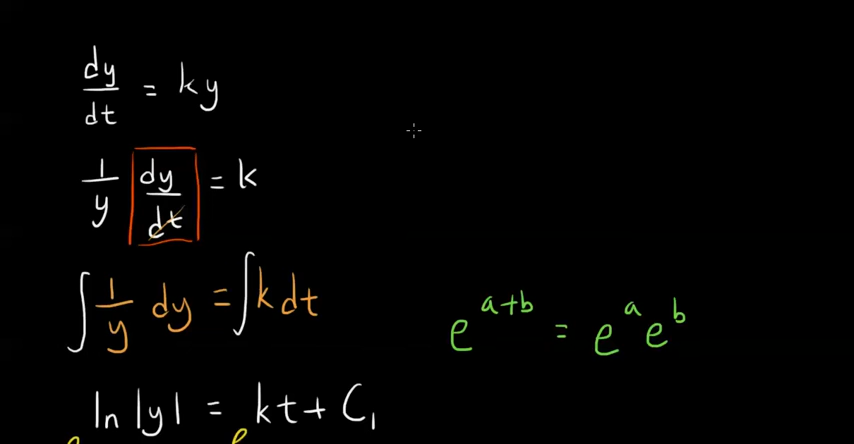 dy/dt = ky
1/y dy/dt = k
∫ 1/y dy = ∫ k dt
e^(a+b) = e^a e^b
ln |y| = kt + C₁
e e